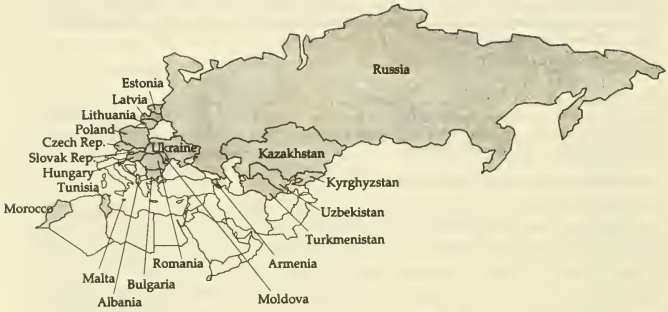 Russia
Estonia
Latvia
Lithuania
Poland
Czech Rep.
Ukraine
Slovak Rep.
Kazakhstan
Hungary
Kyrghyzstan
Tunisia
Uzbekistan
Morocco
Turkmenistan
Romania
Armenia
Malta
Bulgaria
Moldova
Albania